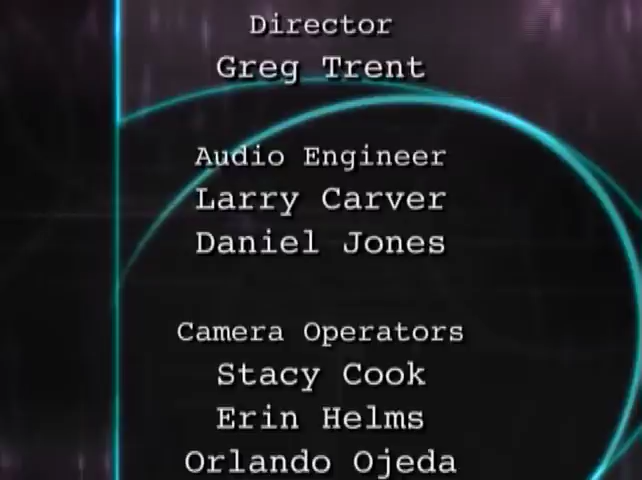 Director
Greg Trent
Audio Engineer
Larry Carver
Daniel Jones
Camera Operators
Stacy Cook
Erin Helms
Orlando Ojeda